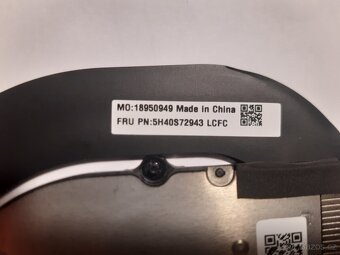 MO:18950949 Made in China
FRU PN:5H40S72943 LCFC